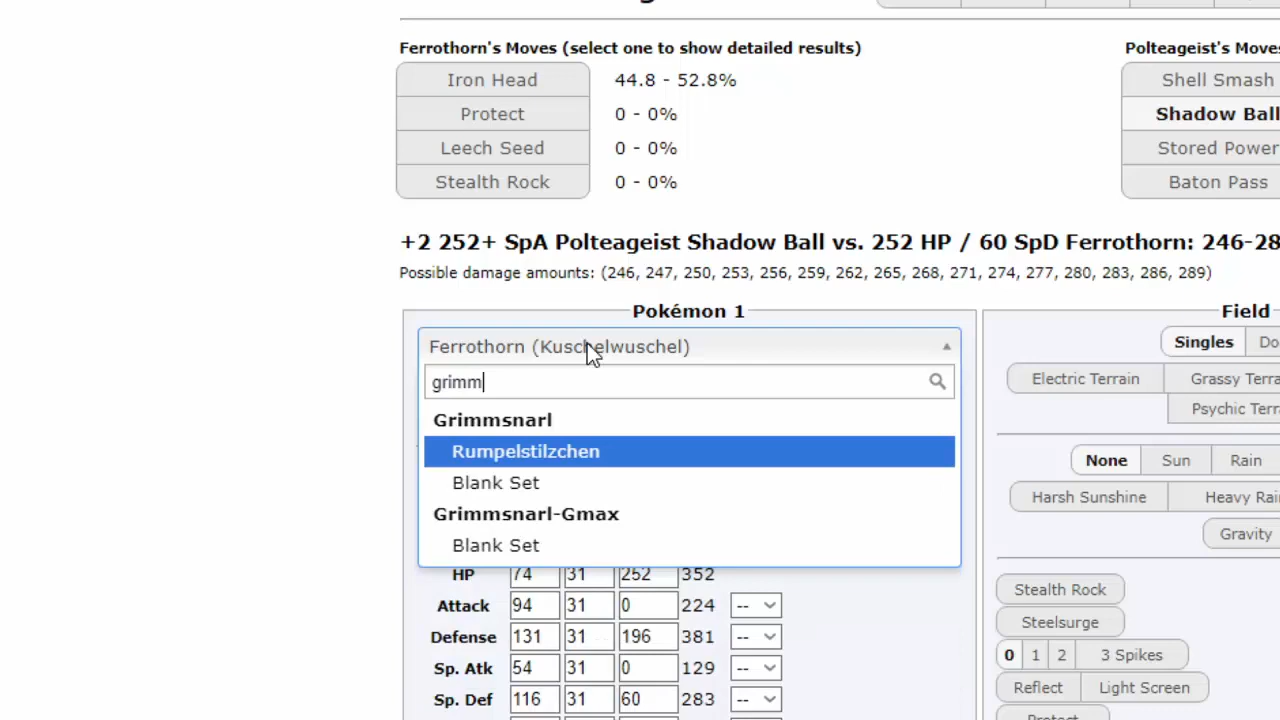 Ferrothorn's Moves (select one to show detailed results)
Polteageist's Moves
Iron Head 44.8 - 52.8%
Shell Smash
Protect 0 - 0%
Shadow Ball
Leech Seed 0 - 0%
Stored Power
Stealth Rock 0 - 0%
Baton Pass
+2 252+ SpA Polteageist Shadow Ball vs. 252 HP / 60 SpD Ferrothorn: 246-28
Possible damage amounts: (246, 247, 250, 253, 256, 259, 262, 265, 268, 271, 274, 277, 280, 283, 286, 289)
Pokémon 1
Field
Ferrothorn (Kuschelwuschel)
Singles Do
grimm
Electric Terrain Grassy Terra
Psychic Terr
Grimmsnarl
Rumpelstilzchen
None Sun Rain
Blank Set
Harsh Sunshine Heavy Rai
Grimmsnarl-Gmax
Gravity
Blank Set
HP 74 31 252 352
Stealth Rock
Attack 94 31 0 224 --
Steelsurge
Defense 131 31 196 381 --
0 1 2 3 Spikes
Sp. Atk 54 31 0 129 --
Reflect Light Screen
Sp. Def 116 31 60 283 --
Protect